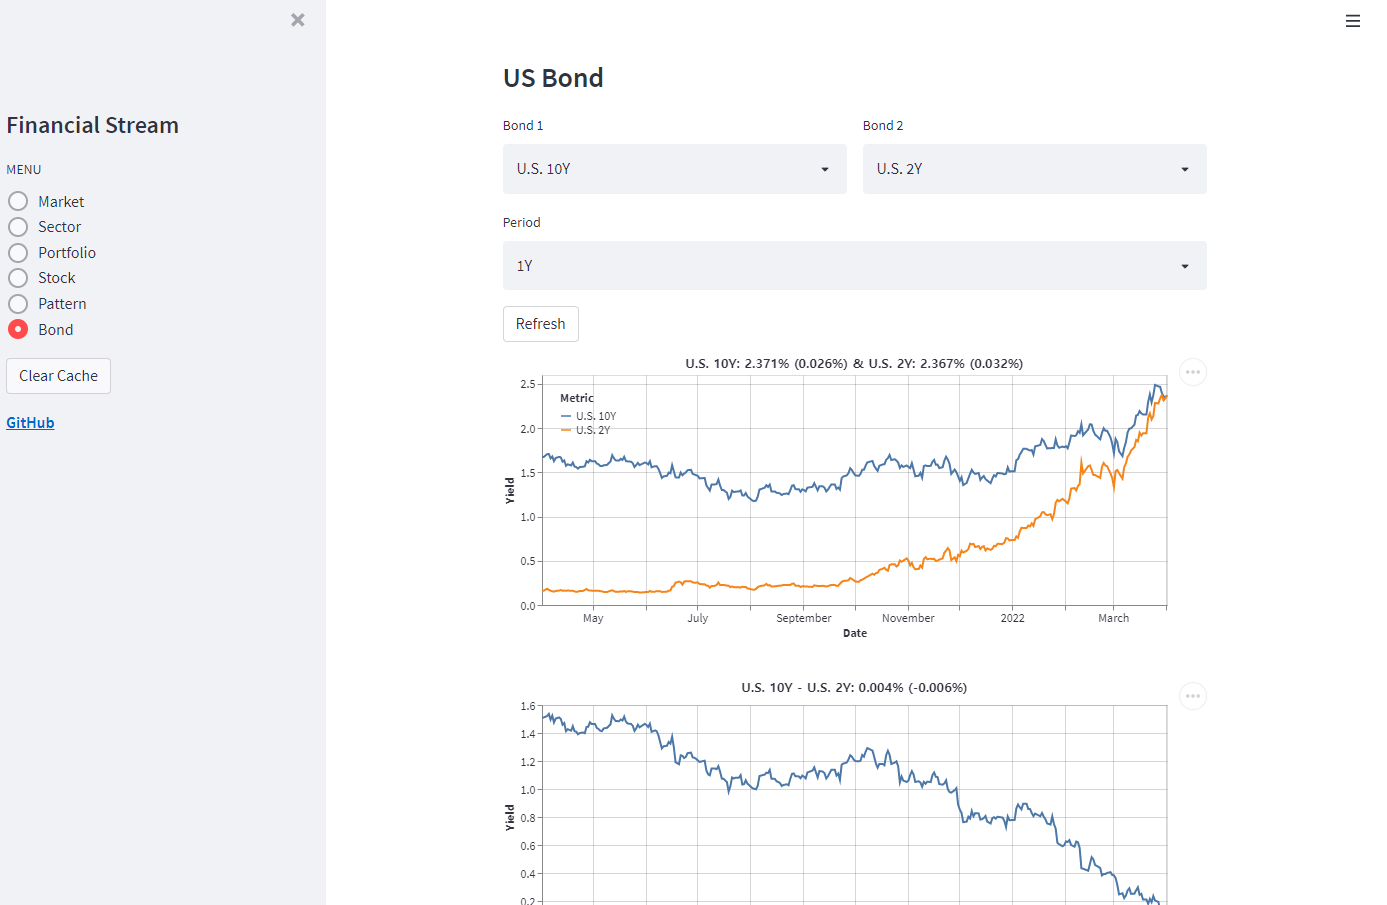 Financial Stream
MENU
Market
Sector
Portfolio
Stock
Pattern
Bond
Clear Cache
GitHub
US Bond
Bond 1
Bond 2
U.S. 10Y
U.S. 2Y
Period
1Y
Refresh
U.S. 10Y: 2.371% (0.026%) & U.S. 2Y: 2.367% (0.032%)
Metric
U.S. 10Y
U.S. 2Y
2.5
2.0
1.5
1.0
0.5
0.0
Yield
May July September November 2022 March
Date
U.S. 10Y - U.S. 2Y: 0.004% (-0.006%)
1.6
1.4
1.2
1.0
0.8
0.6
0.4
0.2
Yield